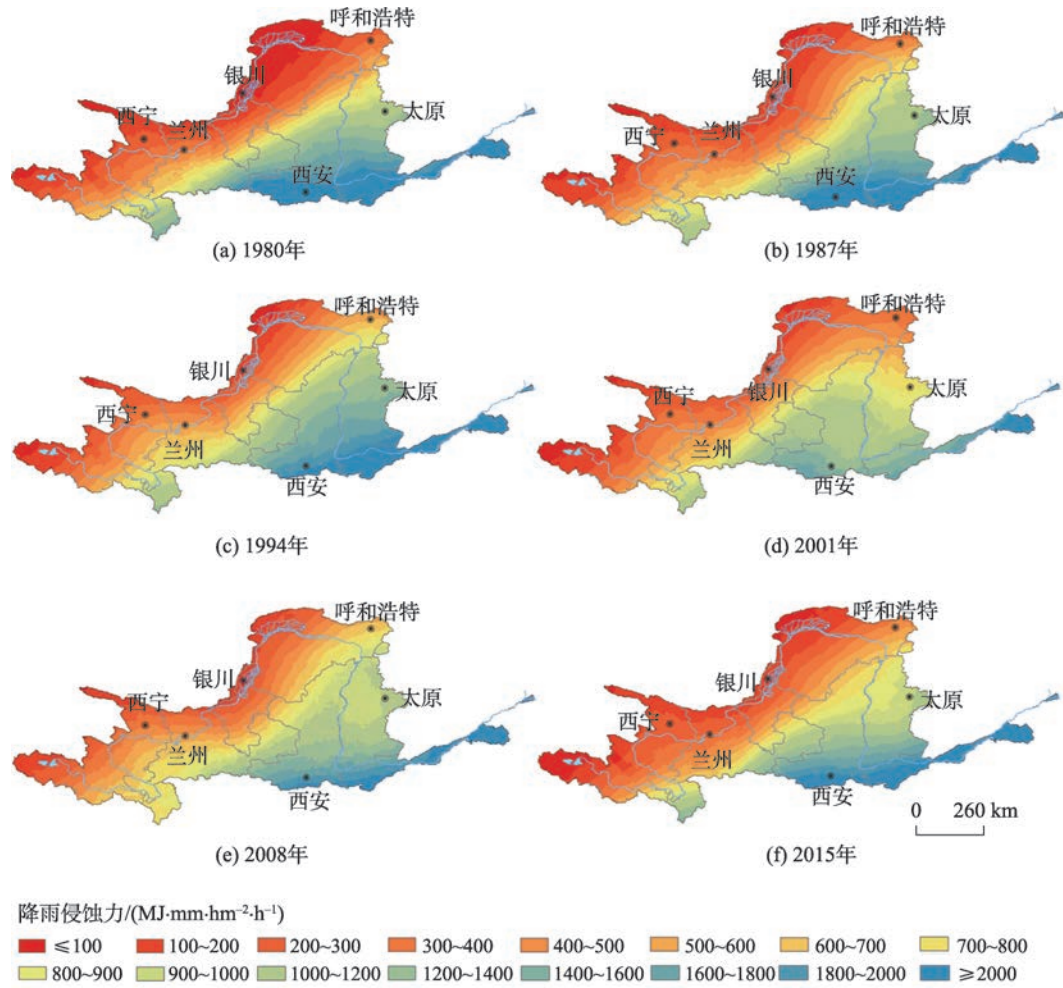 呼和浩特
银川
西宁
兰州
太原
西安
(a) 1980年
呼和浩特
银川
西宁
兰州
太原
西安
(b) 1987年
呼和浩特
银川
西宁
太原
兰州
西安
(c) 1994年
呼和浩特
银川
西宁
太原
兰州
西安
(d) 2001年
呼和浩特
银川
西宁
太原
兰州
西安
(e) 2008年
呼和浩特
银川
西宁
太原
兰州
西安
0 260 km
(f) 2015年
降雨侵蚀力/(MJ·mm·hm⁻²·h⁻¹)
≤100 100~200 200~300 300~400 400~500 500~600 600~700 700~800
800~900 900~1000 1000~1200 1200~1400 1400~1600 1600~1800 1800~2000 ≥2000